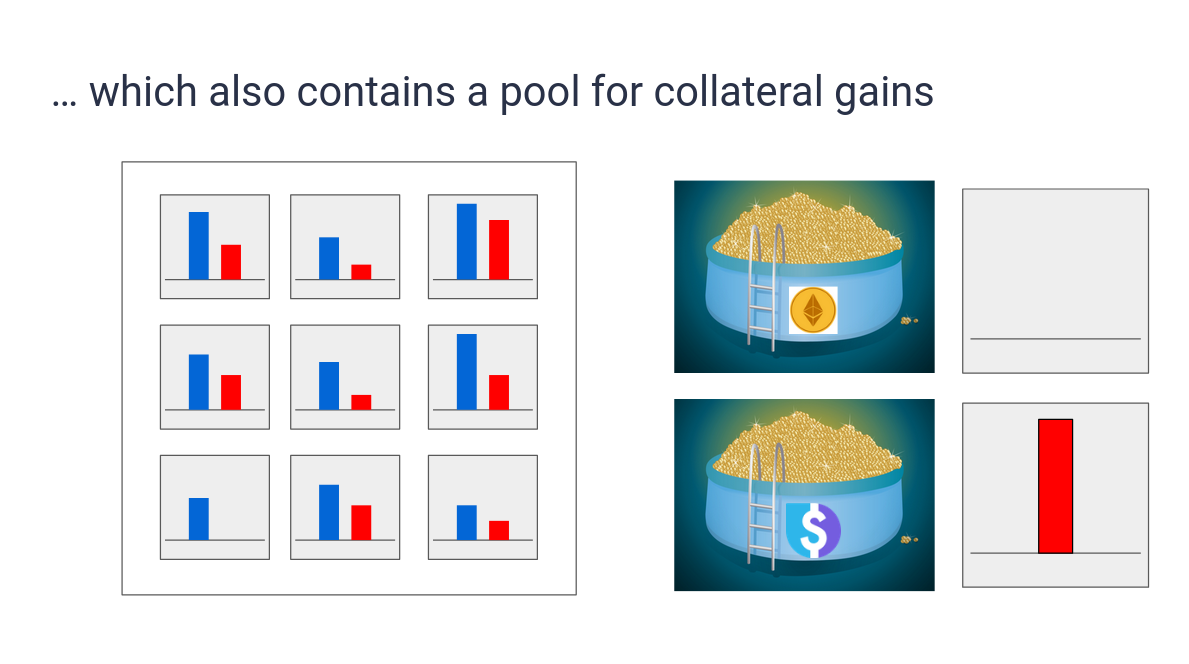 … which also contains a pool for collateral gains
$